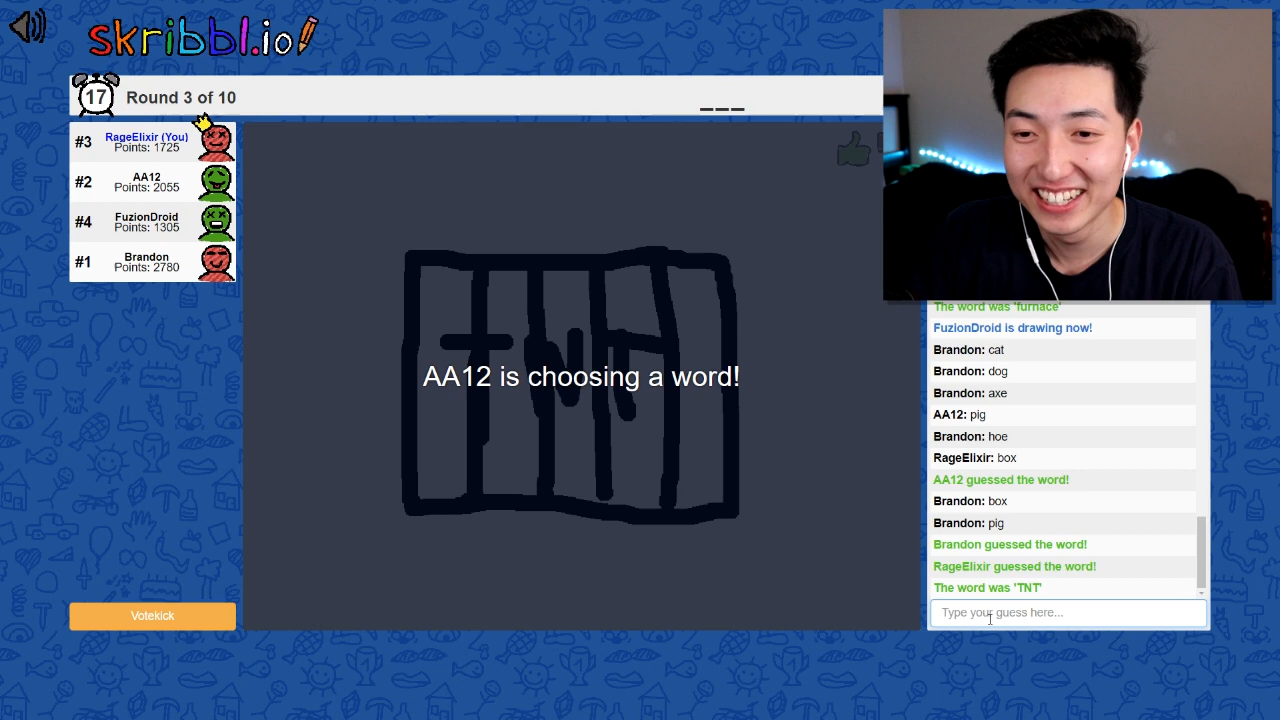 skribbl.io
17
Round 3 of 10
_ _ _
#3
RageElixir (You)
Points: 1725
#2
AA12
Points: 2055
#4
FuzionDroid
Points: 1305
#1
Brandon
Points: 2780
TNT
AA12 is choosing a word!
The word was 'furnace'
FuzionDroid is drawing now!
Brandon: cat
Brandon: dog
Brandon: axe
AA12: pig
Brandon: hoe
RageElixir: box
AA12 guessed the word!
Brandon: box
Brandon: pig
Brandon guessed the word!
RageElixir guessed the word!
The word was 'TNT'
Type your guess here...
Votekick